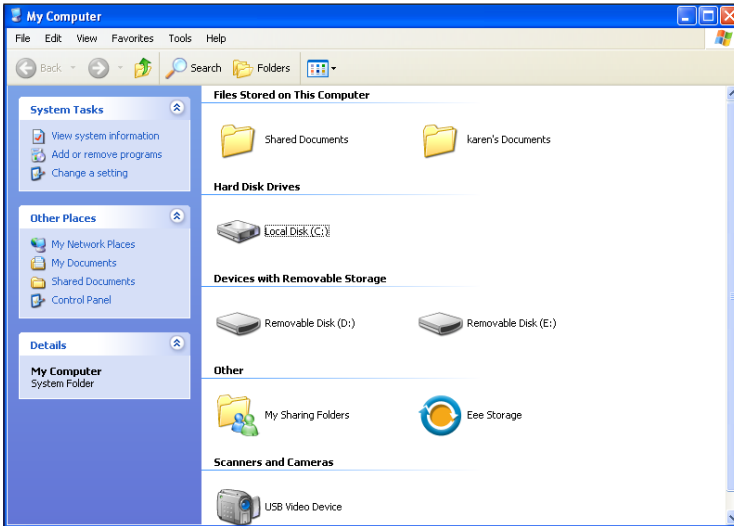 My Computer
File Edit View Favorites Tools Help
Back Search Folders
System Tasks
View system information
Add or remove programs
Change a setting
Other Places
My Network Places
My Documents
Shared Documents
Control Panel
Details
My Computer
System Folder
Files Stored on This Computer
Shared Documents karen's Documents
Hard Disk Drives
Local Disk (C:)
Devices with Removable Storage
Removable Disk (D:) Removable Disk (E:)
Other
My Sharing Folders Eee Storage
Scanners and Cameras
USB Video Device